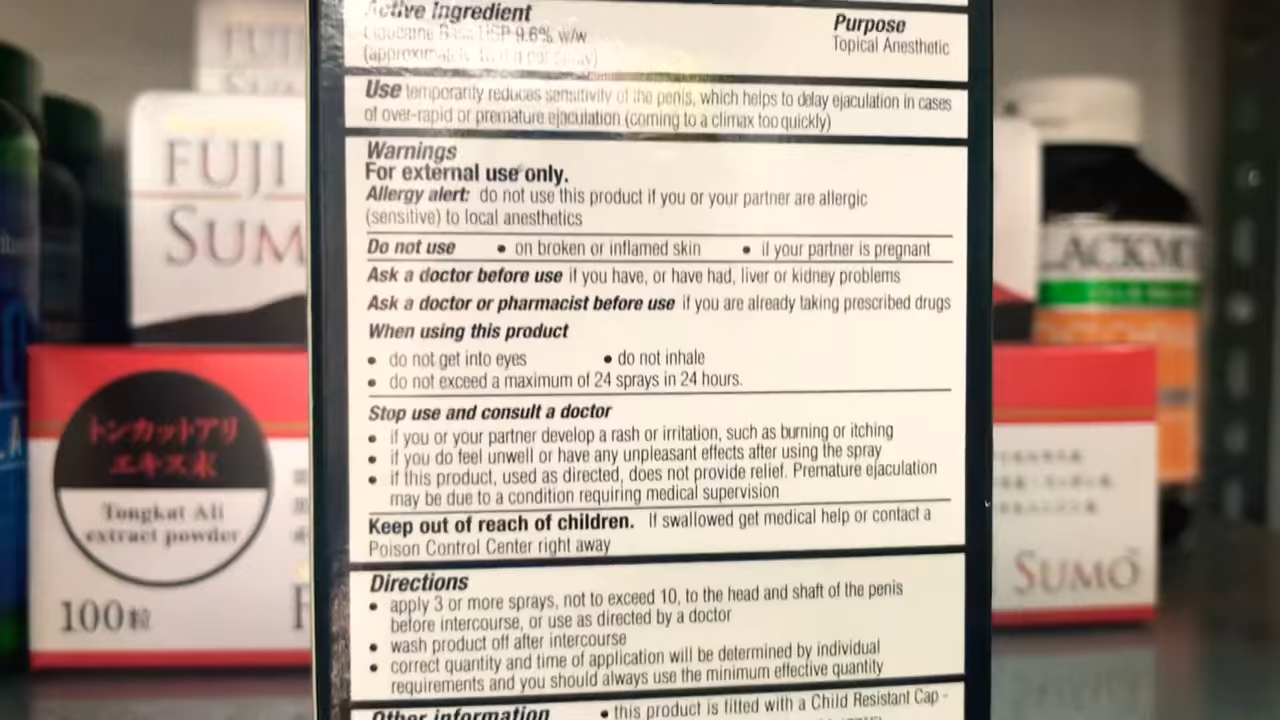 Active Ingredient
Purpose
Lidocaine Base USP 9.6% w/w
Topical Anesthetic
(approximately 10 mg per spray)
Use temporarily reduces sensitivity of the penis, which helps to delay ejaculation in cases
of over-rapid or premature ejaculation (coming to a climax too quickly)
Warnings
For external use only.
Allergy alert: do not use this product if you or your partner are allergic
(sensitive) to local anesthetics
Do not use • on broken or inflamed skin • if your partner is pregnant
Ask a doctor before use if you have, or have had, liver or kidney problems
Ask a doctor or pharmacist before use if you are already taking prescribed drugs
When using this product
• do not get into eyes • do not inhale
• do not exceed a maximum of 24 sprays in 24 hours.
Stop use and consult a doctor
• if you or your partner develop a rash or irritation, such as burning or itching
• if you do feel unwell or have any unpleasant effects after using the spray
• if this product, used as directed, does not provide relief. Premature ejaculation
may be due to a condition requiring medical supervision
Keep out of reach of children. If swallowed get medical help or contact a
Poison Control Center right away
Directions
• apply 3 or more sprays, not to exceed 10, to the head and shaft of the penis
before intercourse, or use as directed by a doctor
• wash product off after intercourse
• correct quantity and time of application will be determined by individual
requirements and you should always use the minimum effective quantity
Other information • this product is fitted with a Child Resistant Cap -
FUJI
SUM
トンカットアリ
エキス末
Tongkat Ali
extract powder
100粒
F
ACKM
SUMŌ